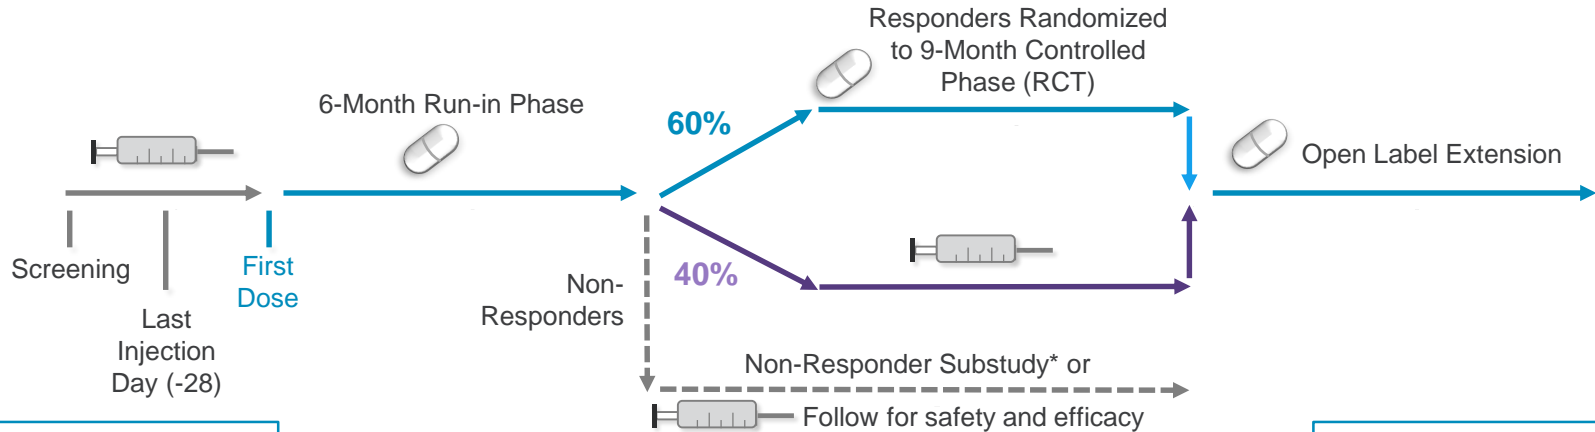 Responders Randomized
to 9-Month Controlled
Phase (RCT)
6-Month Run-in Phase
60%
Open Label Extension
Screening
First
Dose
Last
Injection
Day (-28)
Non-
Responders
40%
Non-Responder Substudy* or
Follow for safety and efficacy